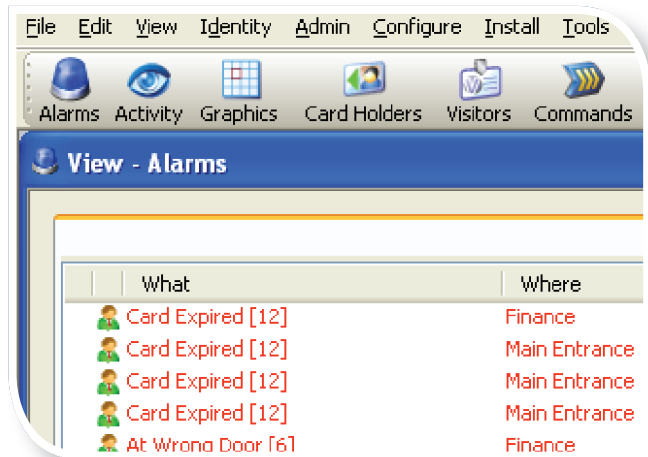 File Edit View Identity Admin Configure Install Tools
Alarms Activity Graphics Card Holders Visitors Commands
View - Alarms
What Where
Card Expired [12] Finance
Card Expired [12] Main Entrance
Card Expired [12] Main Entrance
Card Expired [12] Main Entrance
At Wrong Door [6] Finance